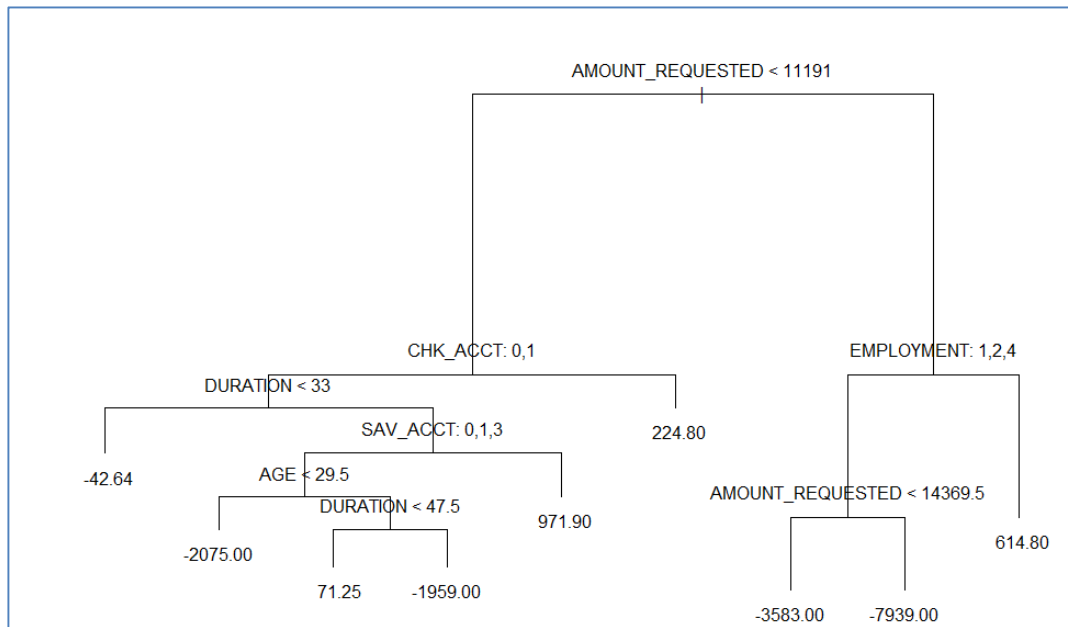 AMOUNT_REQUESTED < 11191
CHK_ACCT: 0,1
EMPLOYMENT: 1,2,4
DURATION < 33
SAV_ACCT: 0,1,3
224.80
-42.64
AGE < 29.5
AMOUNT_REQUESTED < 14369.5
DURATION < 47.5
971.90
614.80
-2075.00
71.25
-1959.00
-3583.00
-7939.00